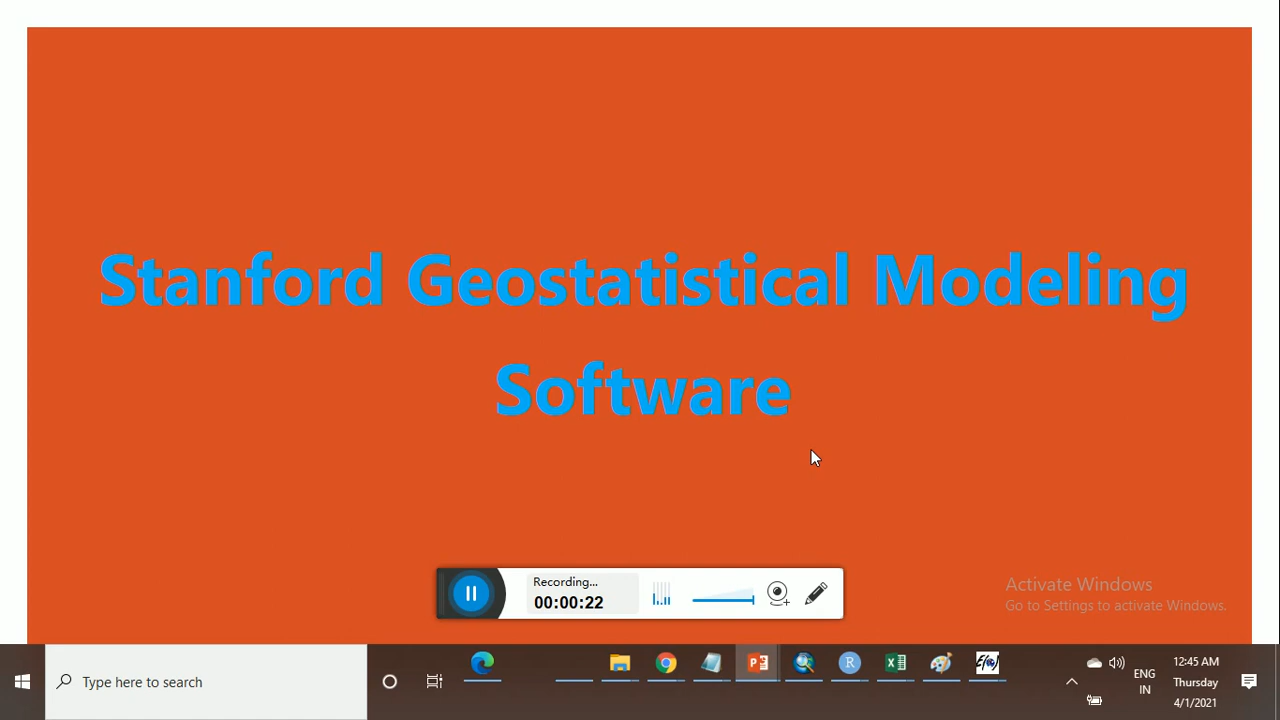 Stanford Geostatistical Modeling
Software
Recording...
00:00:22
Activate Windows
Go to Settings to activate Windows.
Type here to search
ENG
IN
12:45 AM
Thursday
4/1/2021